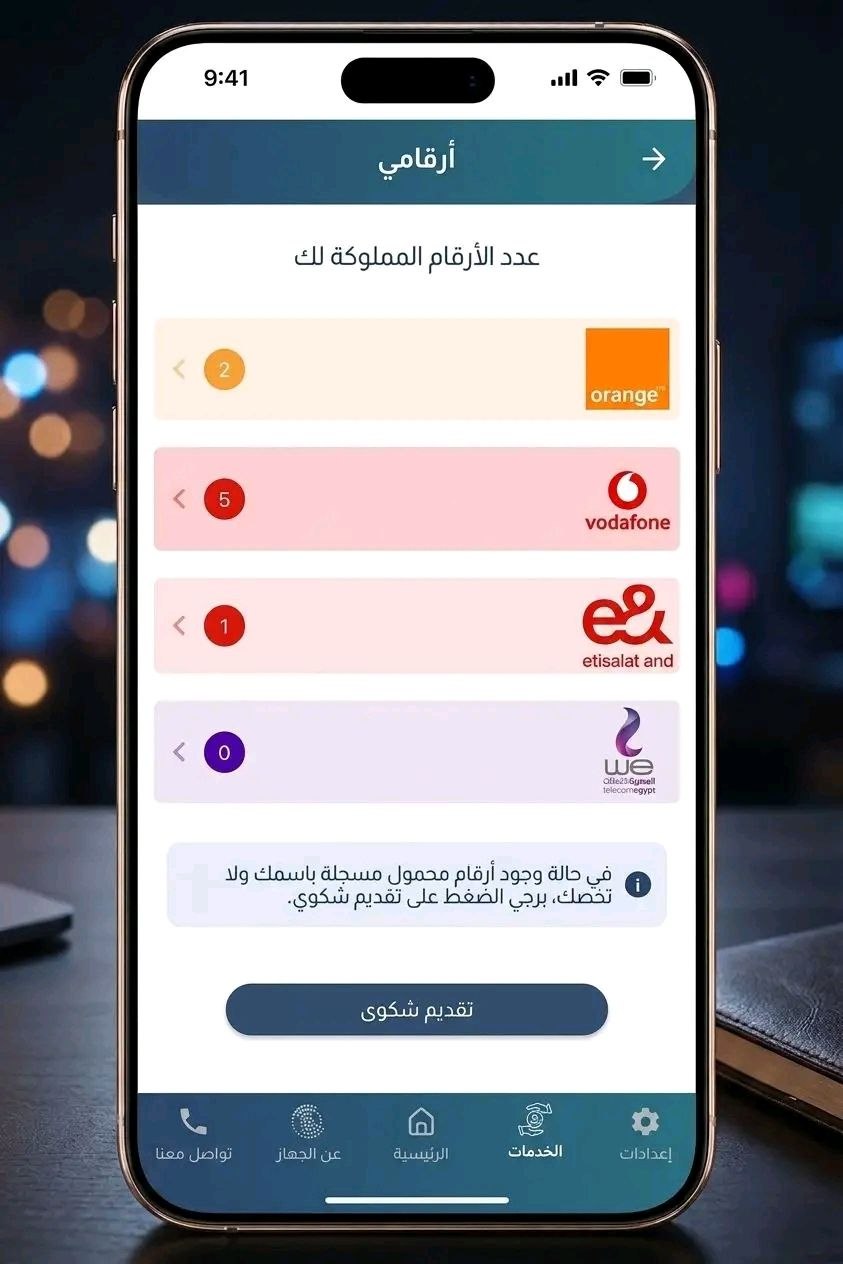 9:41
أرقامي
عدد الأرقام المملوكة لك
2
orange
5
vodafone
1
e&
etisalat and
0
we
telecomegypt
في حالة وجود أرقام محمول مسجلة باسمك ولا
تخصك، برجي الضغط على تقديم شكوي.
تقديم شكوى
إعدادات
الخدمات
الرئيسية
عن الجهاز
تواصل معنا